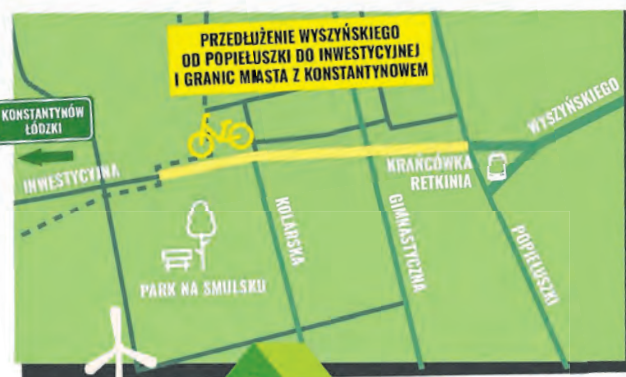 PRZEDŁUŻENIE WYSZYŃSKIEGO
OD POPIEŁUSZKI DO INWESTYCYJNEJ
I GRANIC MIASTA Z KONSTANTYNOWEM
KONSTANTYNÓW
ŁÓDZKI
WYSZYŃSKIEGO
INWESTYCYJNA
KRAŃCÓWKA
RETKINIA
KOLARSKA
GIMNASTYCZNA
POPIEŁUSZKI
PARK NA SMULSKU